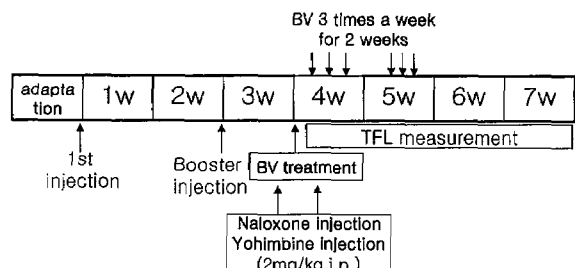 BV 3 times a week
for 2 weeks
adapta
tion
1w
2w
3w
4w
5w
6w
7w
TFL measurement
1st
injection
Booster
injection
BV treatment
Naloxone injection
Yohimbine injection
(2mg/kg i.p.)